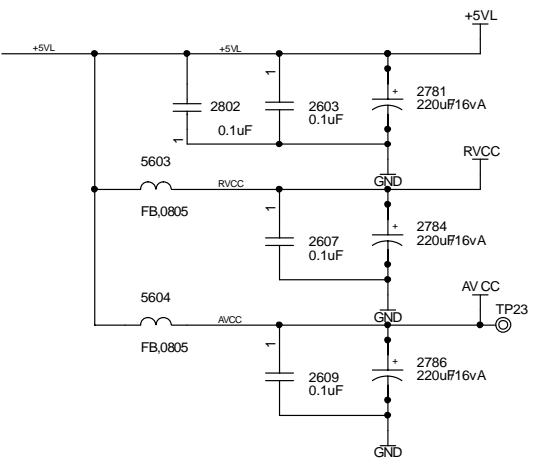 +5VL
+5VL
+5VL
1
2802
0.1uF
1
2603
0.1uF
+
2781
220uF/16vA
GND
5603
FB,0805
RVCC
RVCC
1
2607
0.1uF
+
2784
220uF/16vA
GND
5604
FB,0805
AVCC
AV CC
TP23
1
2609
0.1uF
+
2786
220uF/16vA
GND